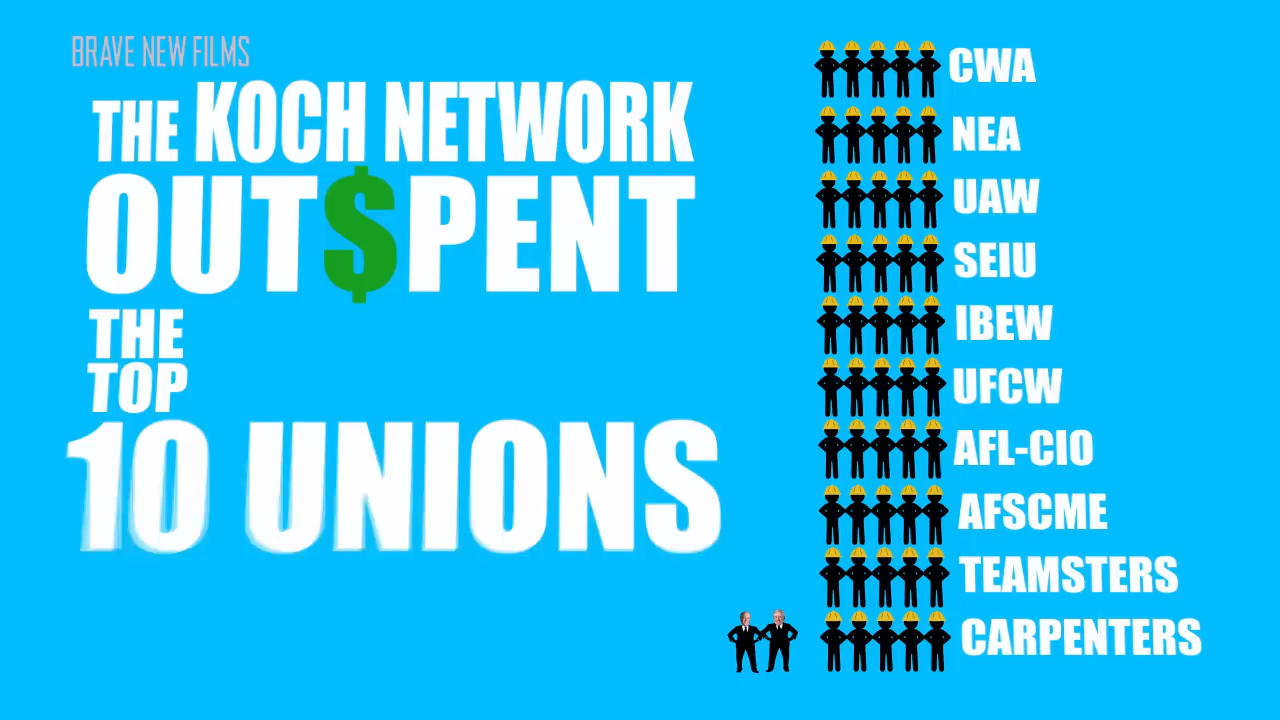 BRAVE NEW FILMS
THE KOCH NETWORK
OUT$PENT
THE
TOP
10 UNIONS
CWA
NEA
UAW
SEIU
IBEW
UFCW
AFL-CIO
AFSCME
TEAMSTERS
CARPENTERS